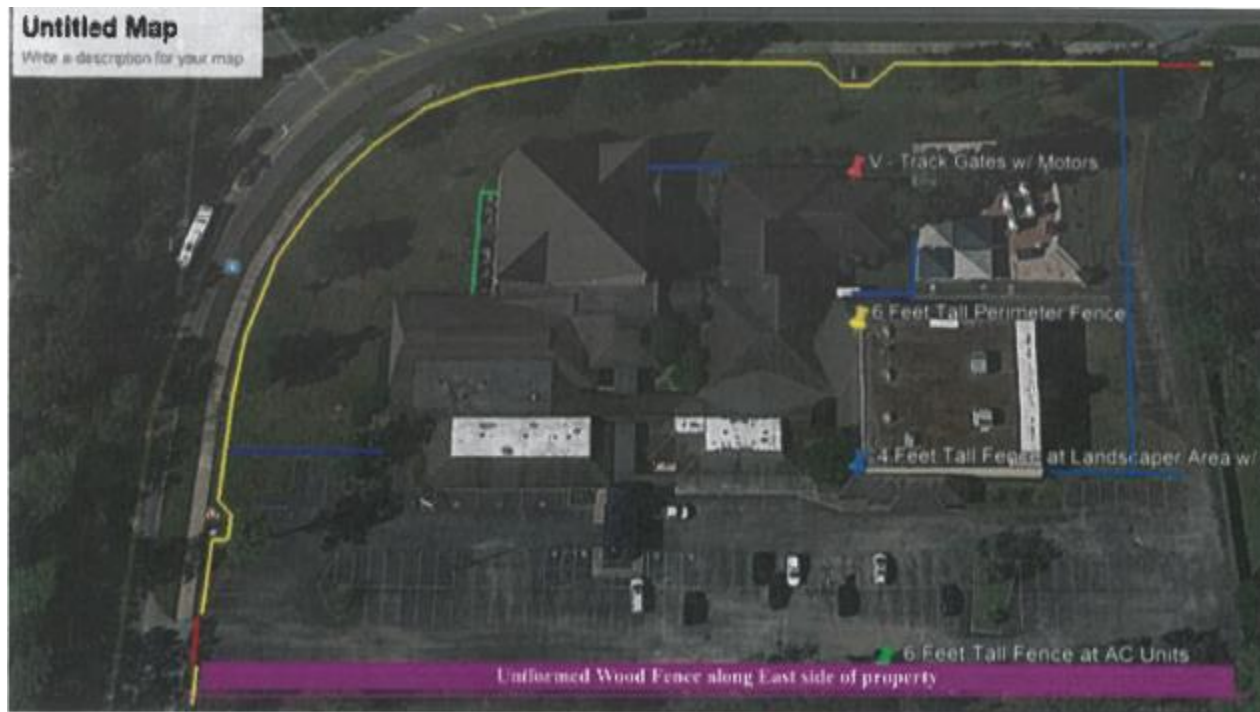 Untitled Map
Write a description for your map
V - Track Gates w/ Motors
6 Feet Tall Perimeter Fence
4 Feet Tall Fence at Landscaper Area w/
6 Feet Tall Fence at AC Units
Untformed Wood Fence along East side of property